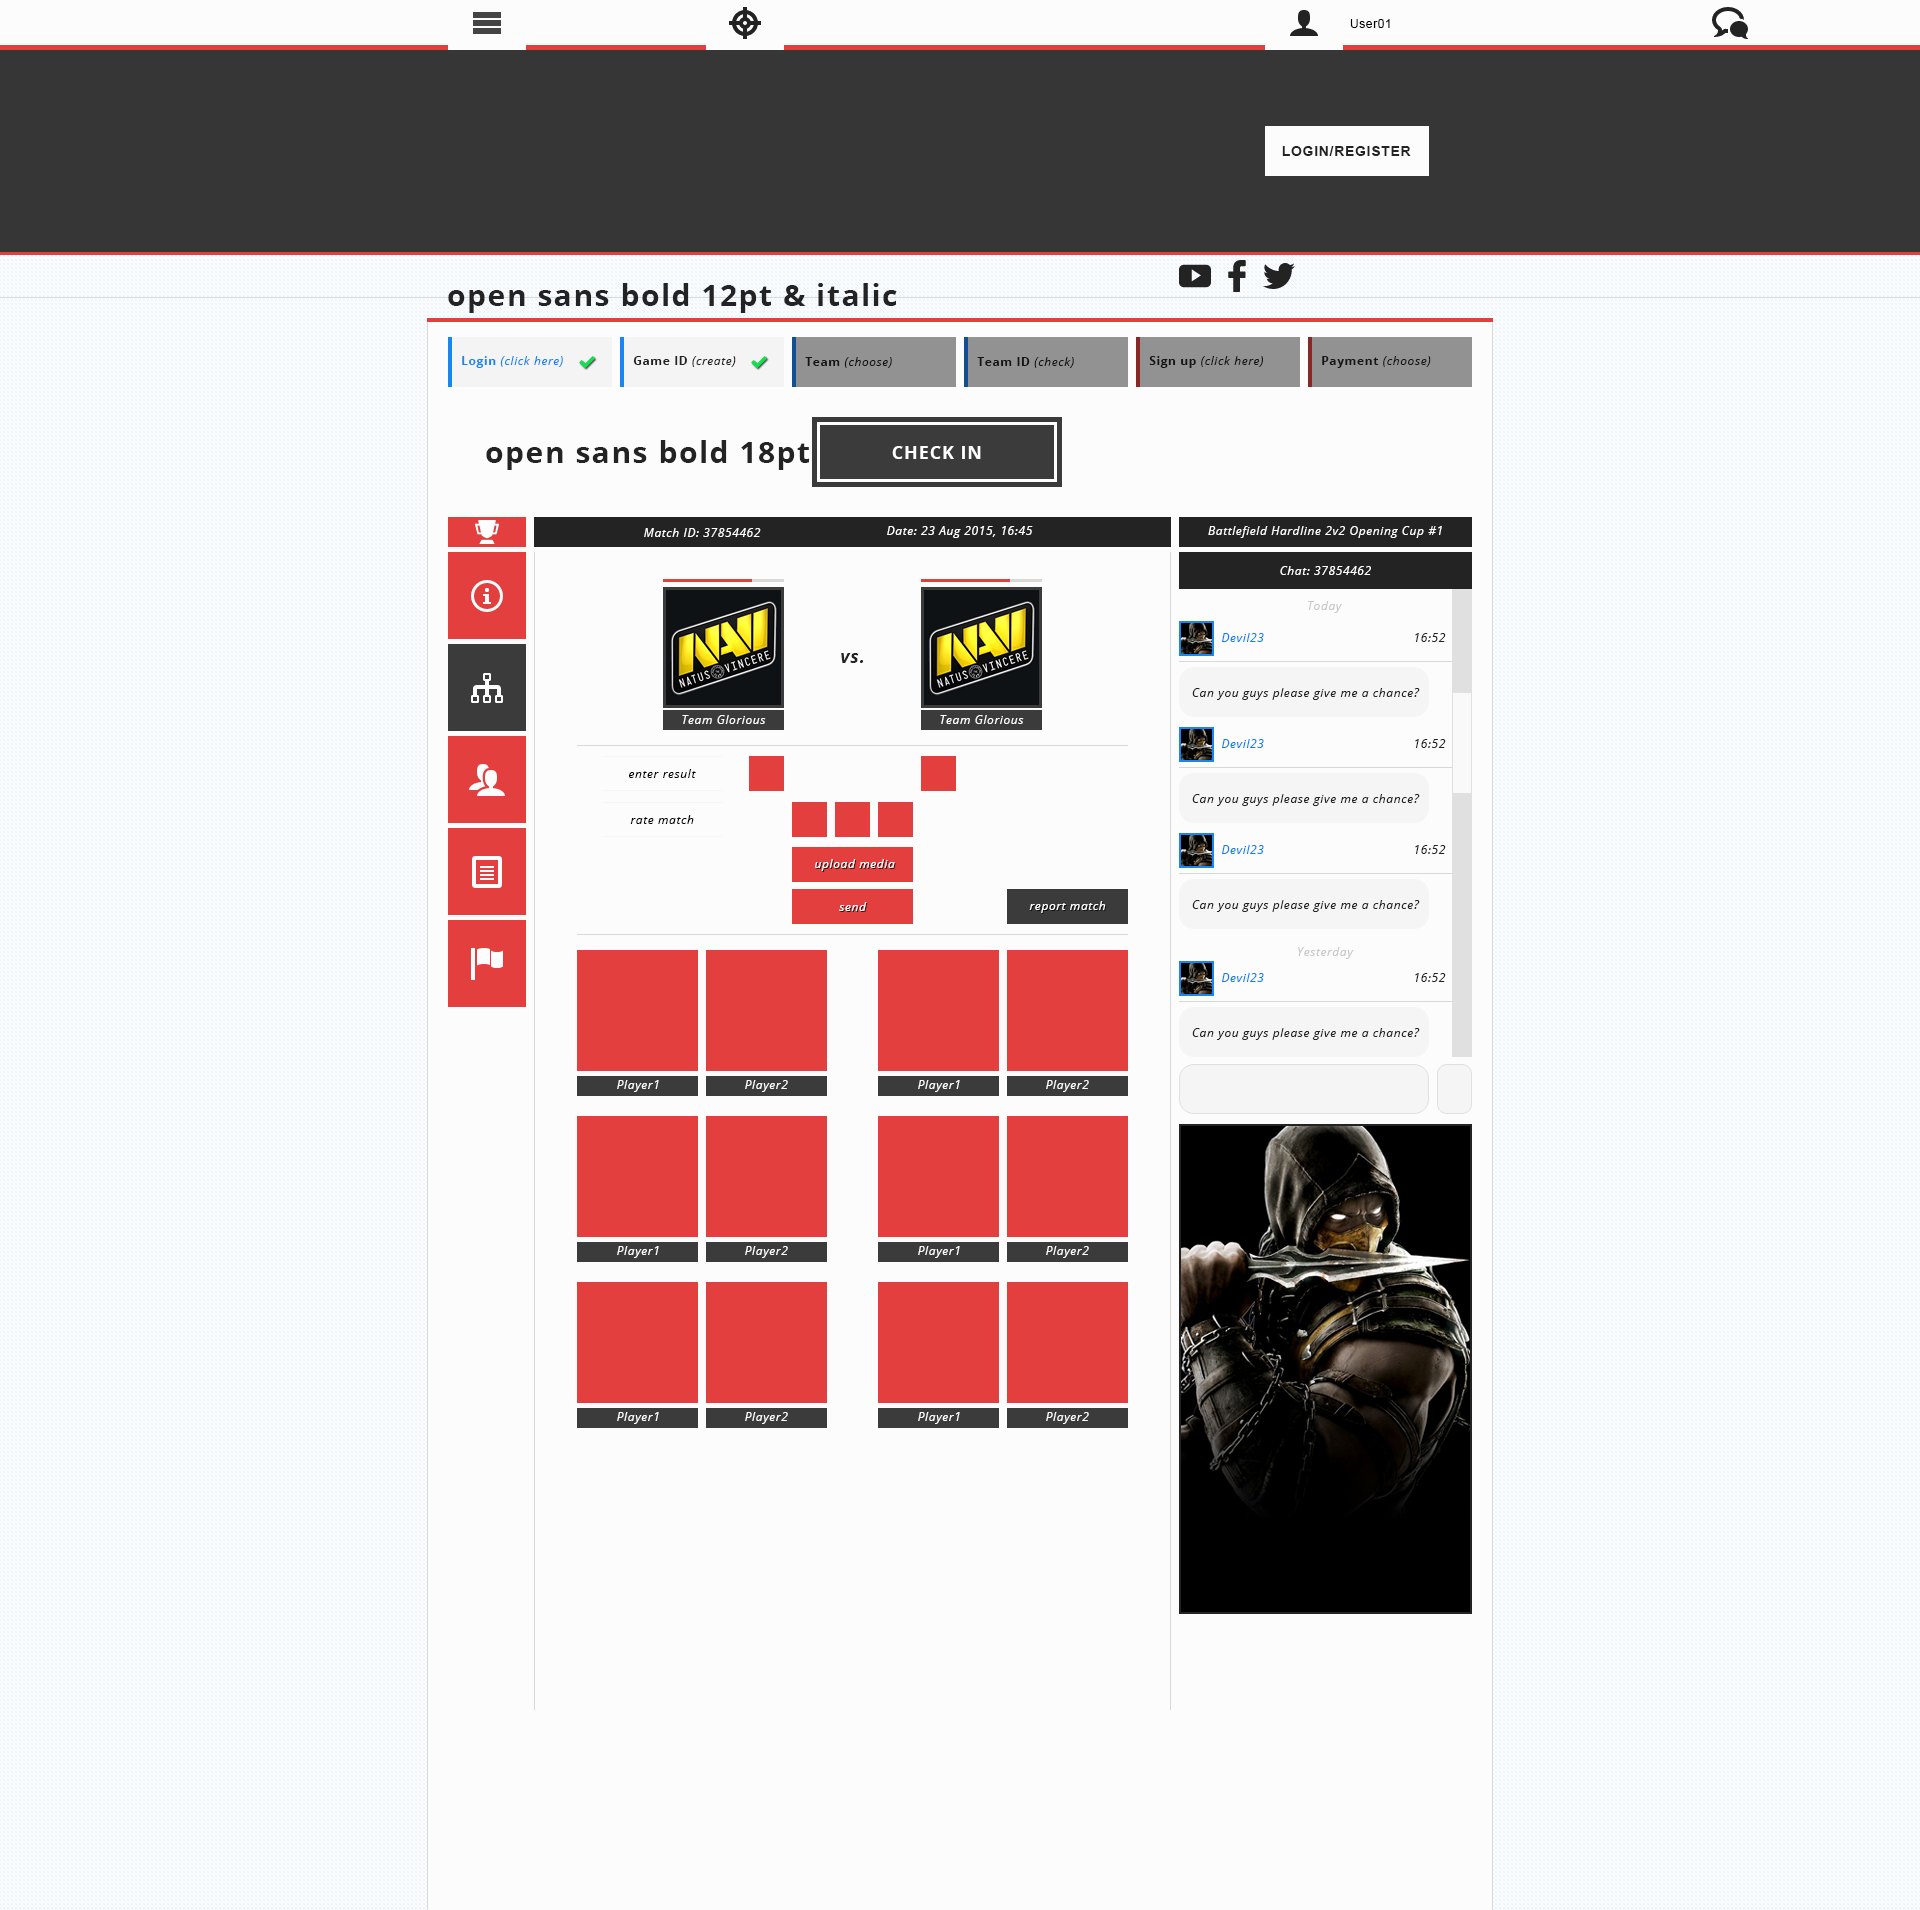 User01
LOGIN/REGISTER
open sans bold 12pt & italic
Login (click here)
Game ID (create)
Team (choose)
Team ID (check)
Sign up (click here)
Payment (choose)
open sans bold 18pt
CHECK IN
Match ID: 37854462
Date: 23 Aug 2015, 16:45
Battlefield Hardline 2v2 Opening Cup #1
NAVI
NATUS VINCERE
Team Glorious
vs.
NAVI
NATUS VINCERE
Team Glorious
enter result
rate match
upload media
send
report match
Player1
Player2
Player1
Player2
Player1
Player2
Player1
Player2
Player1
Player2
Player1
Player2
Chat: 37854462
Today
Devil23
16:52
Can you guys please give me a chance?
Devil23
16:52
Can you guys please give me a chance?
Devil23
16:52
Can you guys please give me a chance?
Yesterday
Devil23
16:52
Can you guys please give me a chance?